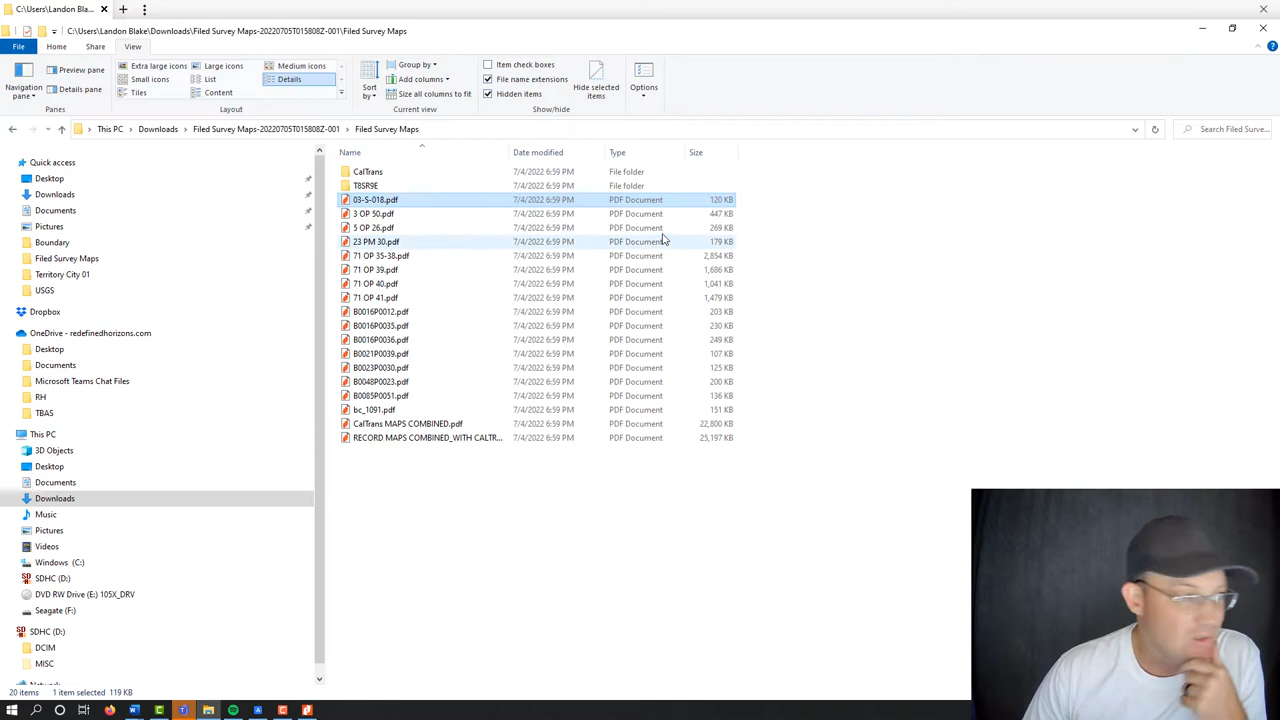 C:\Users\Landon Bla...
C:\Users\Landon Blake\Downloads\Filed Survey Maps-20220705T015808Z-001\Filed Survey Maps
File Home Share View
Navigation pane
Preview pane
Details pane
Panes
Extra large icons Large icons Medium icons
Small icons List Details
Tiles Content
Layout
Sort by
Group by
Add columns
Size all columns to fit
Current view
Item check boxes
File name extensions
Hidden items
Hide selected items
Show/hide
Options
This PC > Downloads > Filed Survey Maps-20220705T015808Z-001 > Filed Survey Maps
Search Filed Surve...
Name Date modified Type Size
Quick access
Desktop
Downloads
Documents
Pictures
Boundary
Filed Survey Maps
Territory City 01
USGS
Dropbox
OneDrive - redefinedhorizons.com
Desktop
Documents
Microsoft Teams Chat Files
RH
TBAS
This PC
3D Objects
Desktop
Documents
Downloads
Music
Pictures
Videos
Windows (C:)
SDHC (D:)
DVD RW Drive (E:) 105X_DRV
Seagate (F:)
SDHC (D:)
DCIM
MISC
CalTrans 7/4/2022 6:59 PM File folder
T8SR9E 7/4/2022 6:59 PM File folder
03-S-018.pdf 7/4/2022 6:59 PM PDF Document 120 KB
3 OP 50.pdf 7/4/2022 6:59 PM PDF Document 447 KB
5 OP 26.pdf 7/4/2022 6:59 PM PDF Document 269 KB
23 PM 30.pdf 7/4/2022 6:59 PM PDF Document 179 KB
71 OP 35-38.pdf 7/4/2022 6:59 PM PDF Document 2,854 KB
71 OP 39.pdf 7/4/2022 6:59 PM PDF Document 1,686 KB
71 OP 40.pdf 7/4/2022 6:59 PM PDF Document 1,041 KB
71 OP 41.pdf 7/4/2022 6:59 PM PDF Document 1,479 KB
B0016P0012.pdf 7/4/2022 6:59 PM PDF Document 203 KB
B0016P0035.pdf 7/4/2022 6:59 PM PDF Document 230 KB
B0016P0036.pdf 7/4/2022 6:59 PM PDF Document 249 KB
B0021P0039.pdf 7/4/2022 6:59 PM PDF Document 107 KB
B0023P0030.pdf 7/4/2022 6:59 PM PDF Document 125 KB
B0048P0023.pdf 7/4/2022 6:59 PM PDF Document 200 KB
B0085P0051.pdf 7/4/2022 6:59 PM PDF Document 136 KB
bc_1091.pdf 7/4/2022 6:59 PM PDF Document 151 KB
CalTrans MAPS COMBINED.pdf 7/4/2022 6:59 PM PDF Document 22,800 KB
RECORD MAPS COMBINED_WITH CALTR... 7/4/2022 6:59 PM PDF Document 25,197 KB
20 items 1 item selected 119 KB